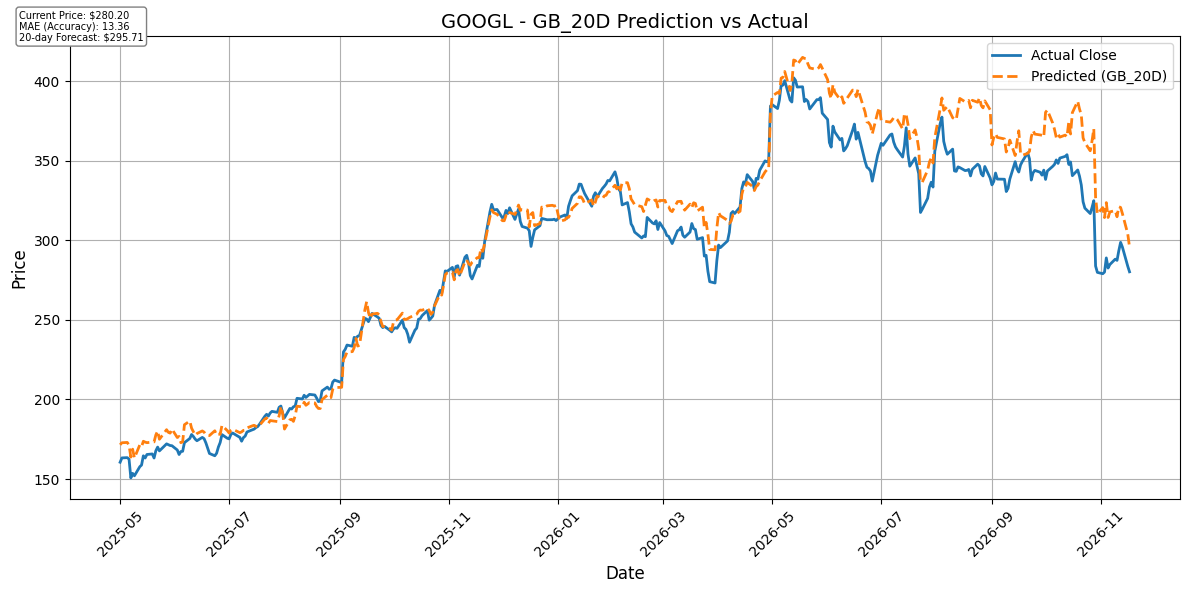 GOOGL - GB_20D Prediction vs Actual
Current Price: $280.20
MAE (Accuracy): 13.36
20-day Forecast: $295.71
Actual Close
Predicted (GB_20D)
Price
400
350
300
250
200
150
2025-05
2025-07
2025-09
2025-11
2026-01
2026-03
2026-05
2026-07
2026-09
2026-11
Date